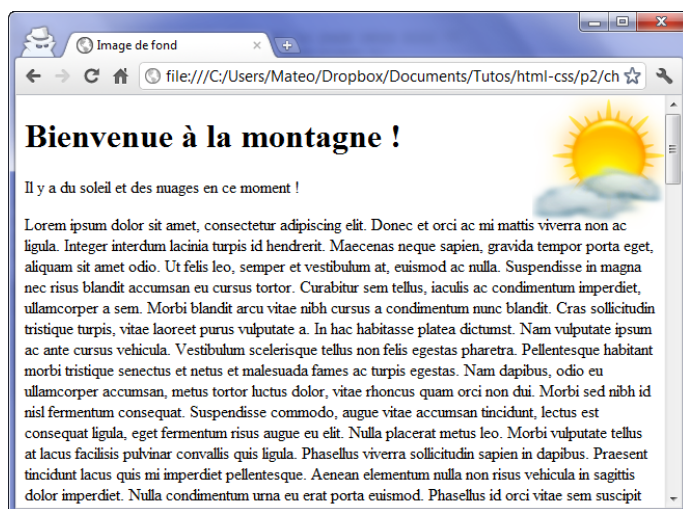 Image de fond
file:///C:/Users/Mateo/Dropbox/Documents/Tutos/html-css/p2/ch
Bienvenue à la montagne !
Il y a du soleil et des nuages en ce moment !
Lorem ipsum dolor sit amet, consectetur adipiscing elit. Donec et orci ac mi mattis viverra non ac
ligula. Integer interdum lacinia turpis id hendrerit. Maecenas neque sapien, gravida tempor porta eget,
aliquam sit amet odio. Ut felis leo, semper et vestibulum at, euismod ac nulla. Suspendisse in magna
nec risus blandit accumsan eu cursus tortor. Curabitur sem tellus, iaculis ac condimentum imperdiet,
ullamcorper a sem. Morbi blandit arcu vitae nibh cursus a condimentum nunc blandit. Cras sollicitudin
tristique turpis, vitae laoreet purus vulputate a. In hac habitasse platea dictumst. Nam vulputate ipsum
ac ante cursus vehicula. Vestibulum scelerisque tellus non felis egestas pharetra. Pellentesque habitant
morbi tristique senectus et netus et malesuada fames ac turpis egestas. Nam dapibus, odio eu
ullamcorper accumsan, metus tortor luctus dolor, vitae rhoncus quam orci non dui. Morbi sed nibh id
nisl fermentum consequat. Suspendisse commodo, augue vitae accumsan tincidunt, lectus est
consequat ligula, eget fermentum risus augue eu elit. Nulla placerat metus leo. Morbi vulputate tellus
at lacus facilisis pulvinar convallis quis ligula. Phasellus viverra sollicitudin sapien in dapibus. Praesent
tincidunt lacus quis mi imperdiet pellentesque. Aenean elementum nulla non risus vehicula in sagittis
dolor imperdiet. Nulla condimentum urna eu erat porta euismod. Phasellus id orci vitae sem suscipit